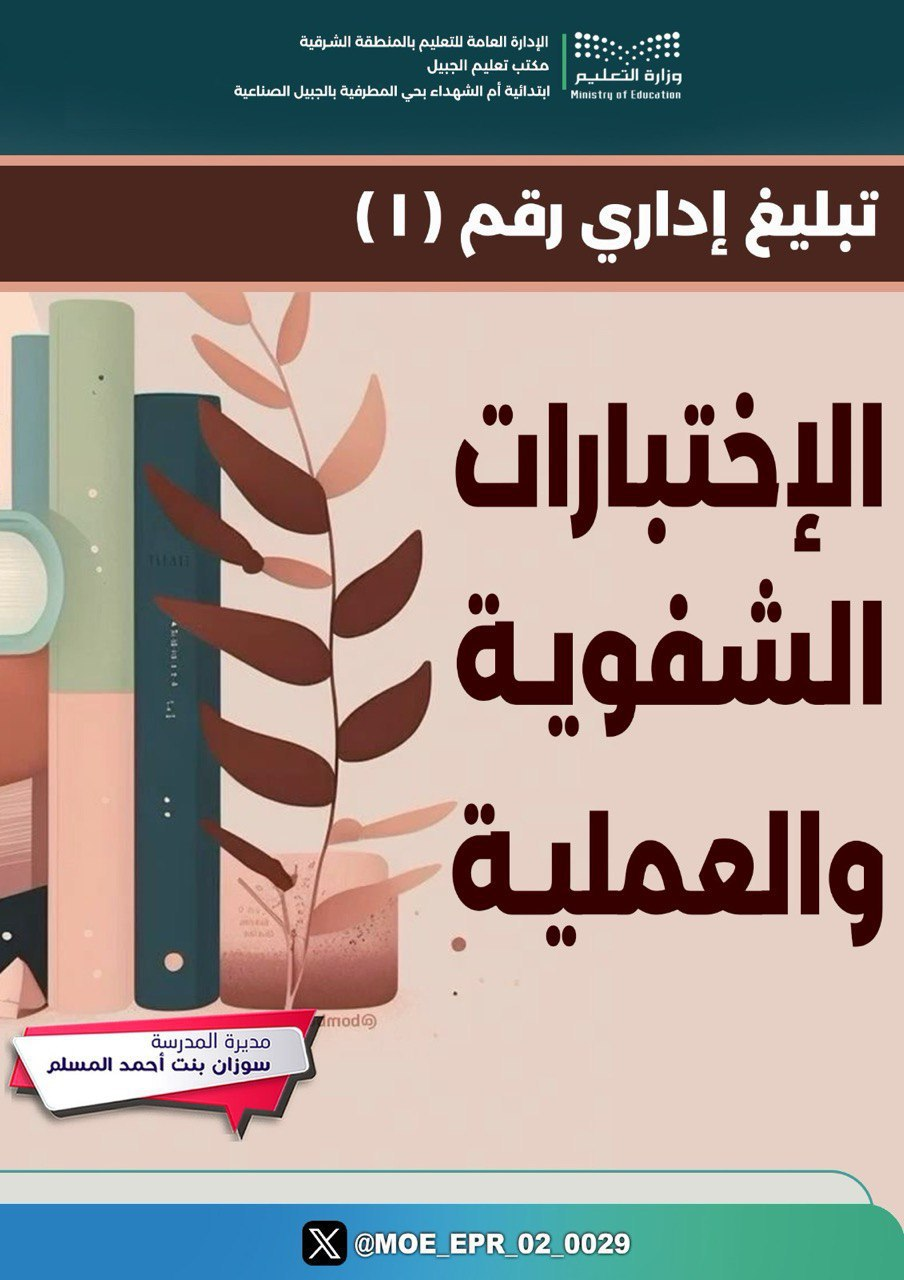 الإدارة العامة للتعليم بالمنطقة الشرقية
مكتب تعليم الجبيل
ابتدائية أم الشهداء بحي المطرفية بالجبيل الصناعية
وزارة التعليم
Ministry of Education
تبليغ إداري رقم (١)
الإختبارات
الشفوية
والعملية
مديرة المدرسة
سوزان بنت أحمد المسلم
@MOE_EPR_02_0029